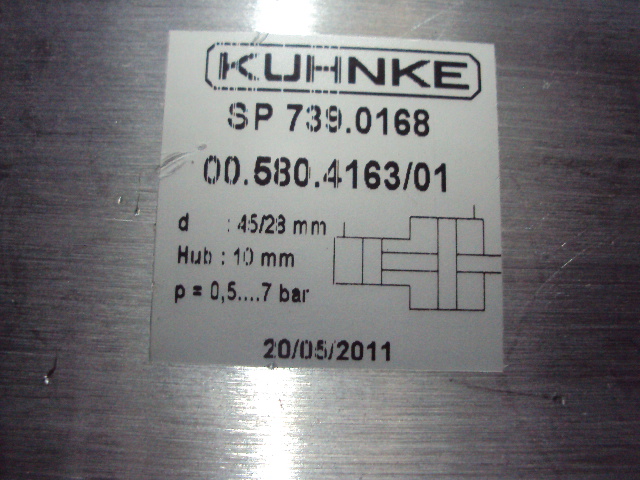 KUHNKE
SP 739.0168
00.580.4163/01
d : 45/28 mm
Hub : 10 mm
p = 0,5....7 bar
20/05/2011